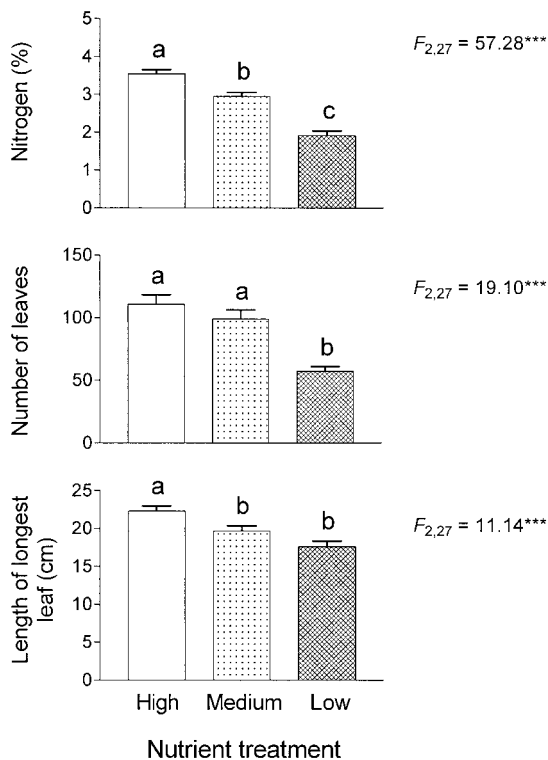 5
4
3
2
1
0
Nitrogen (%)
a
b
c
F2,27 = 57.28***
150
100
50
0
Number of leaves
a
a
b
F2,27 = 19.10***
25
20
15
10
5
0
Length of longest
leaf (cm)
a
b
b
F2,27 = 11.14***
High Medium Low
Nutrient treatment